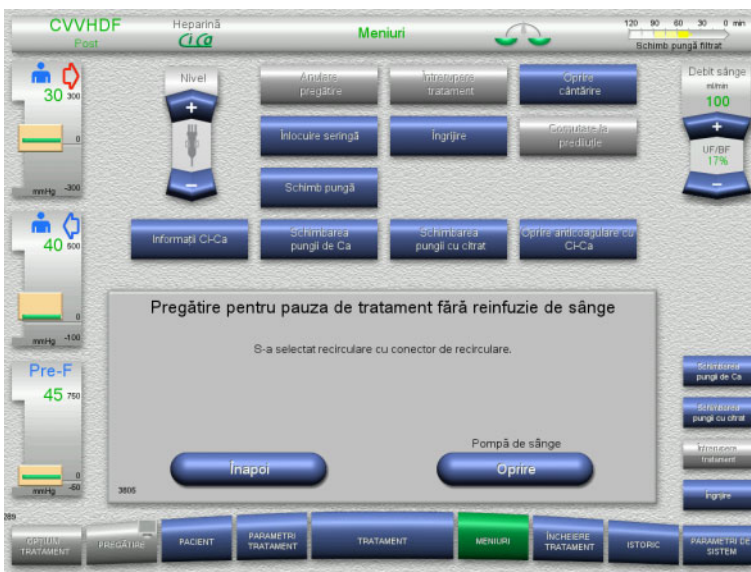 CVVHDF
Post
Heparină
Ci Ca
Meniuri
120 90 60 30 0 min
Schimb pungă filtrat
30 300
0
mmHg -300
Nivel
+
−
Anulare pregătire
Întrerupere tratament
Oprire cântărire
Înlocuire seringă
Îngrijire
Comutare la prediluție
Schimb pungă
Debit sânge
ml/min
100
+
UF/BF
17%
−
Informații Ci-Ca
Schimbarea pungii de Ca
Schimbarea pungii cu citrat
Oprire anticoagulare cu Ci-Ca
40 500
0
mmHg -100
Pre-F
45 750
0
mmHg -50
Pregătire pentru pauza de tratament fără reinfuzie de sânge
S-a selectat recirculare cu conector de recirculare.
Pompă de sânge
Înapoi
Oprire
3805
Schimbarea pungii de Ca
Schimbarea pungii cu citrat
Întrerupere tratament
Îngrijire
289
OPȚIUNI TRATAMENT
PREGĂTIRE
PACIENT
PARAMETRI TRATAMENT
TRATAMENT
MENIURI
ÎNCHEIERE TRATAMENT
ISTORIC
PARAMETRI DE SISTEM